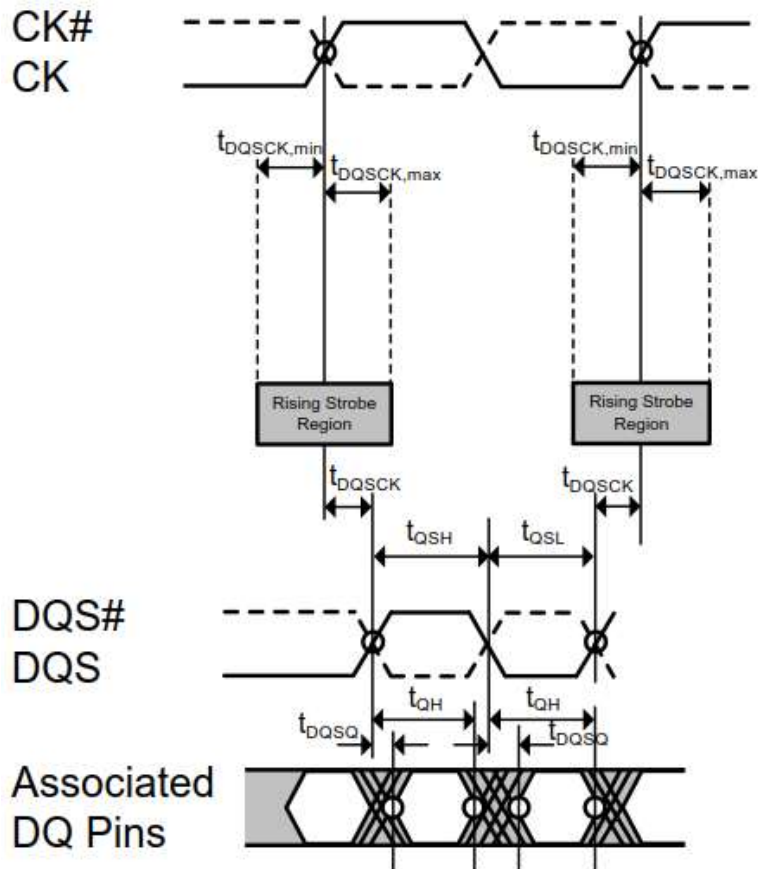 CK#
CK
tDQSCK,min
tDQSCK,max
tDQSCK,min
tDQSCK,max
Rising Strobe
Region
Rising Strobe
Region
tDQSCK
tDQSCK
tQSH
tQSL
DQS#
DQS
tQH
tQH
tDQSQ
tDQSQ
Associated
DQ Pins